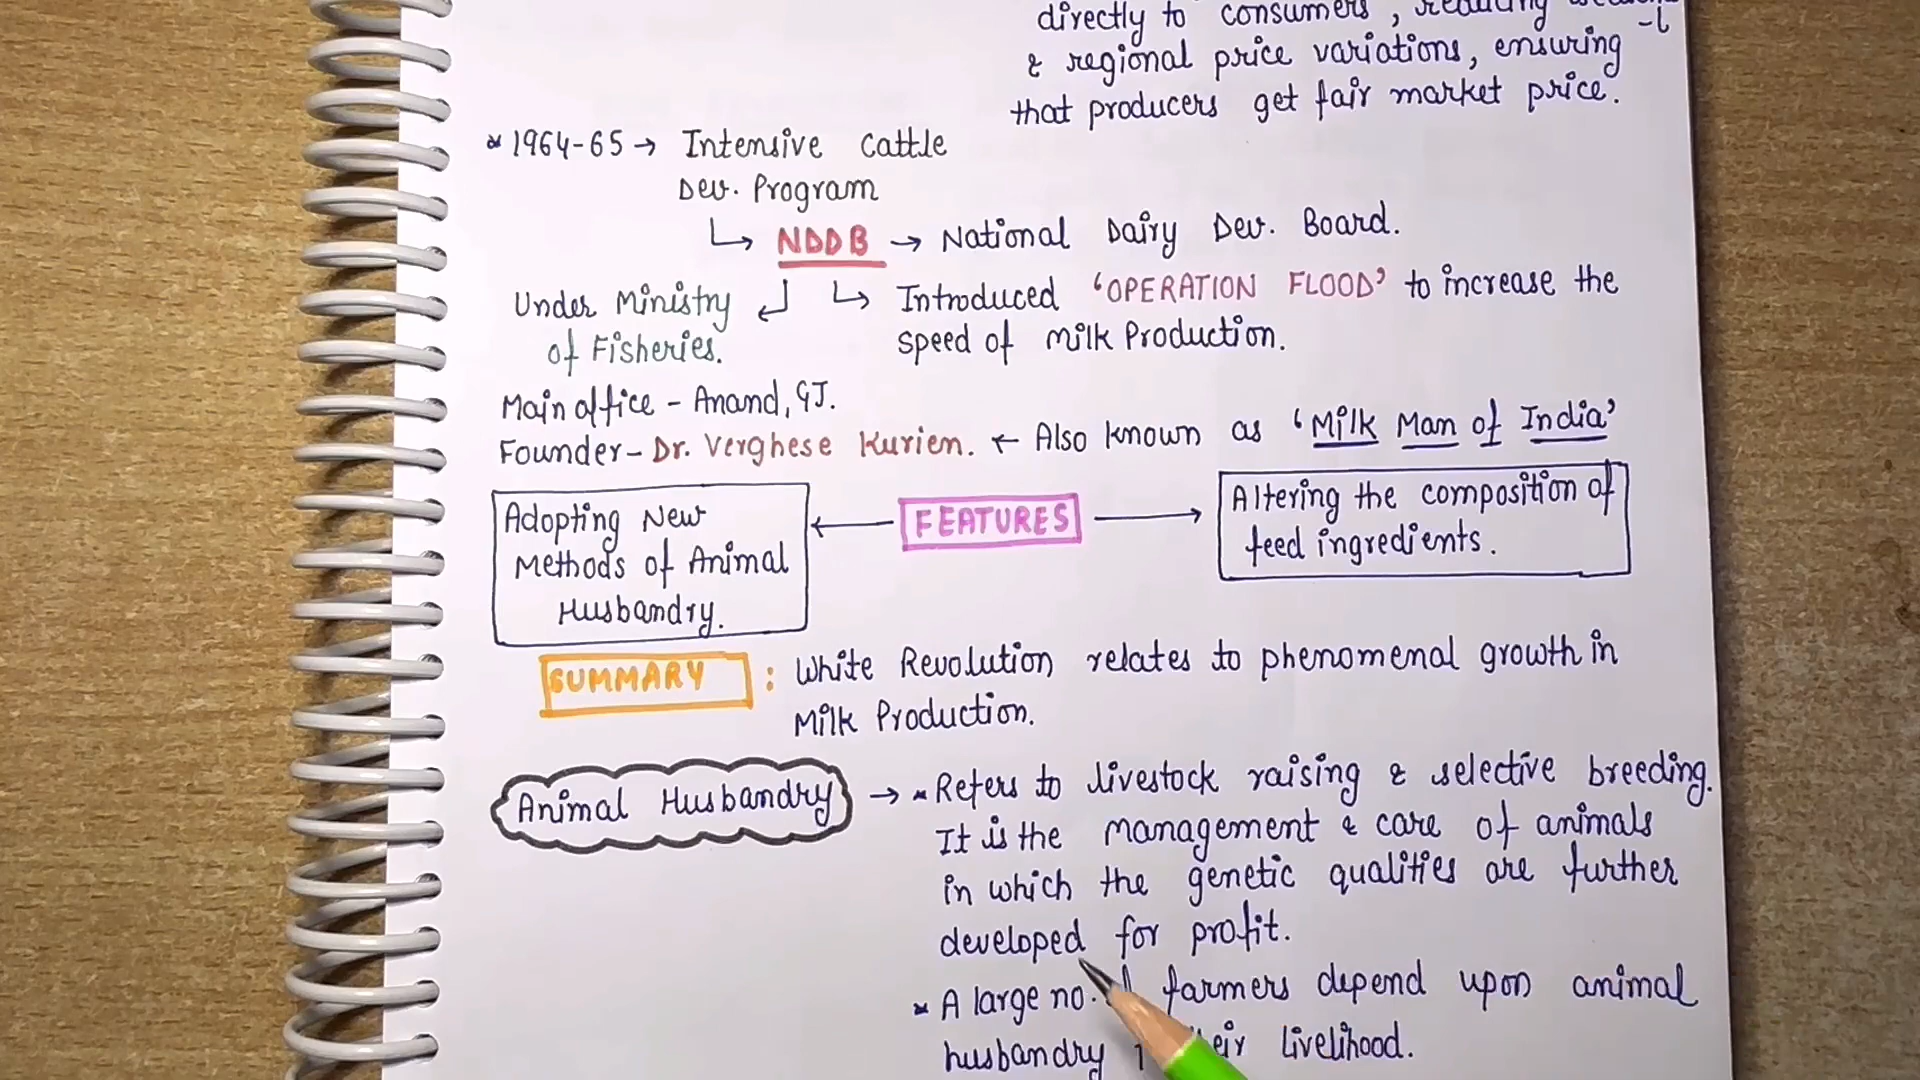 directly to consumers, reducing
& regional price variations, ensuring
that producers get fair market price.
* 1964-65 → Intensive Cattle
Dev. Program
↳ NDDB → National Dairy Dev. Board.
Under Ministry ↲ ↳ Introduced 'OPERATION FLOOD' to increase the
of Fisheries. speed of Milk Production.
Main office - Anand, GJ.
Founder - Dr. Verghese Kurien. ← Also known as 'Milk Man of India'
Adopting New
Methods of Animal
Husbandry.
← FEATURES →
Altering the composition of
feed ingredients.
SUMMARY : White Revolution relates to phenomenal growth in
Milk Production.
Animal Husbandry → * Refers to livestock raising & selective breeding.
It is the management & care of animals
in which the genetic qualities are further
developed for profit.
* A large no. farmers depend upon animal
husbandry livelihood.